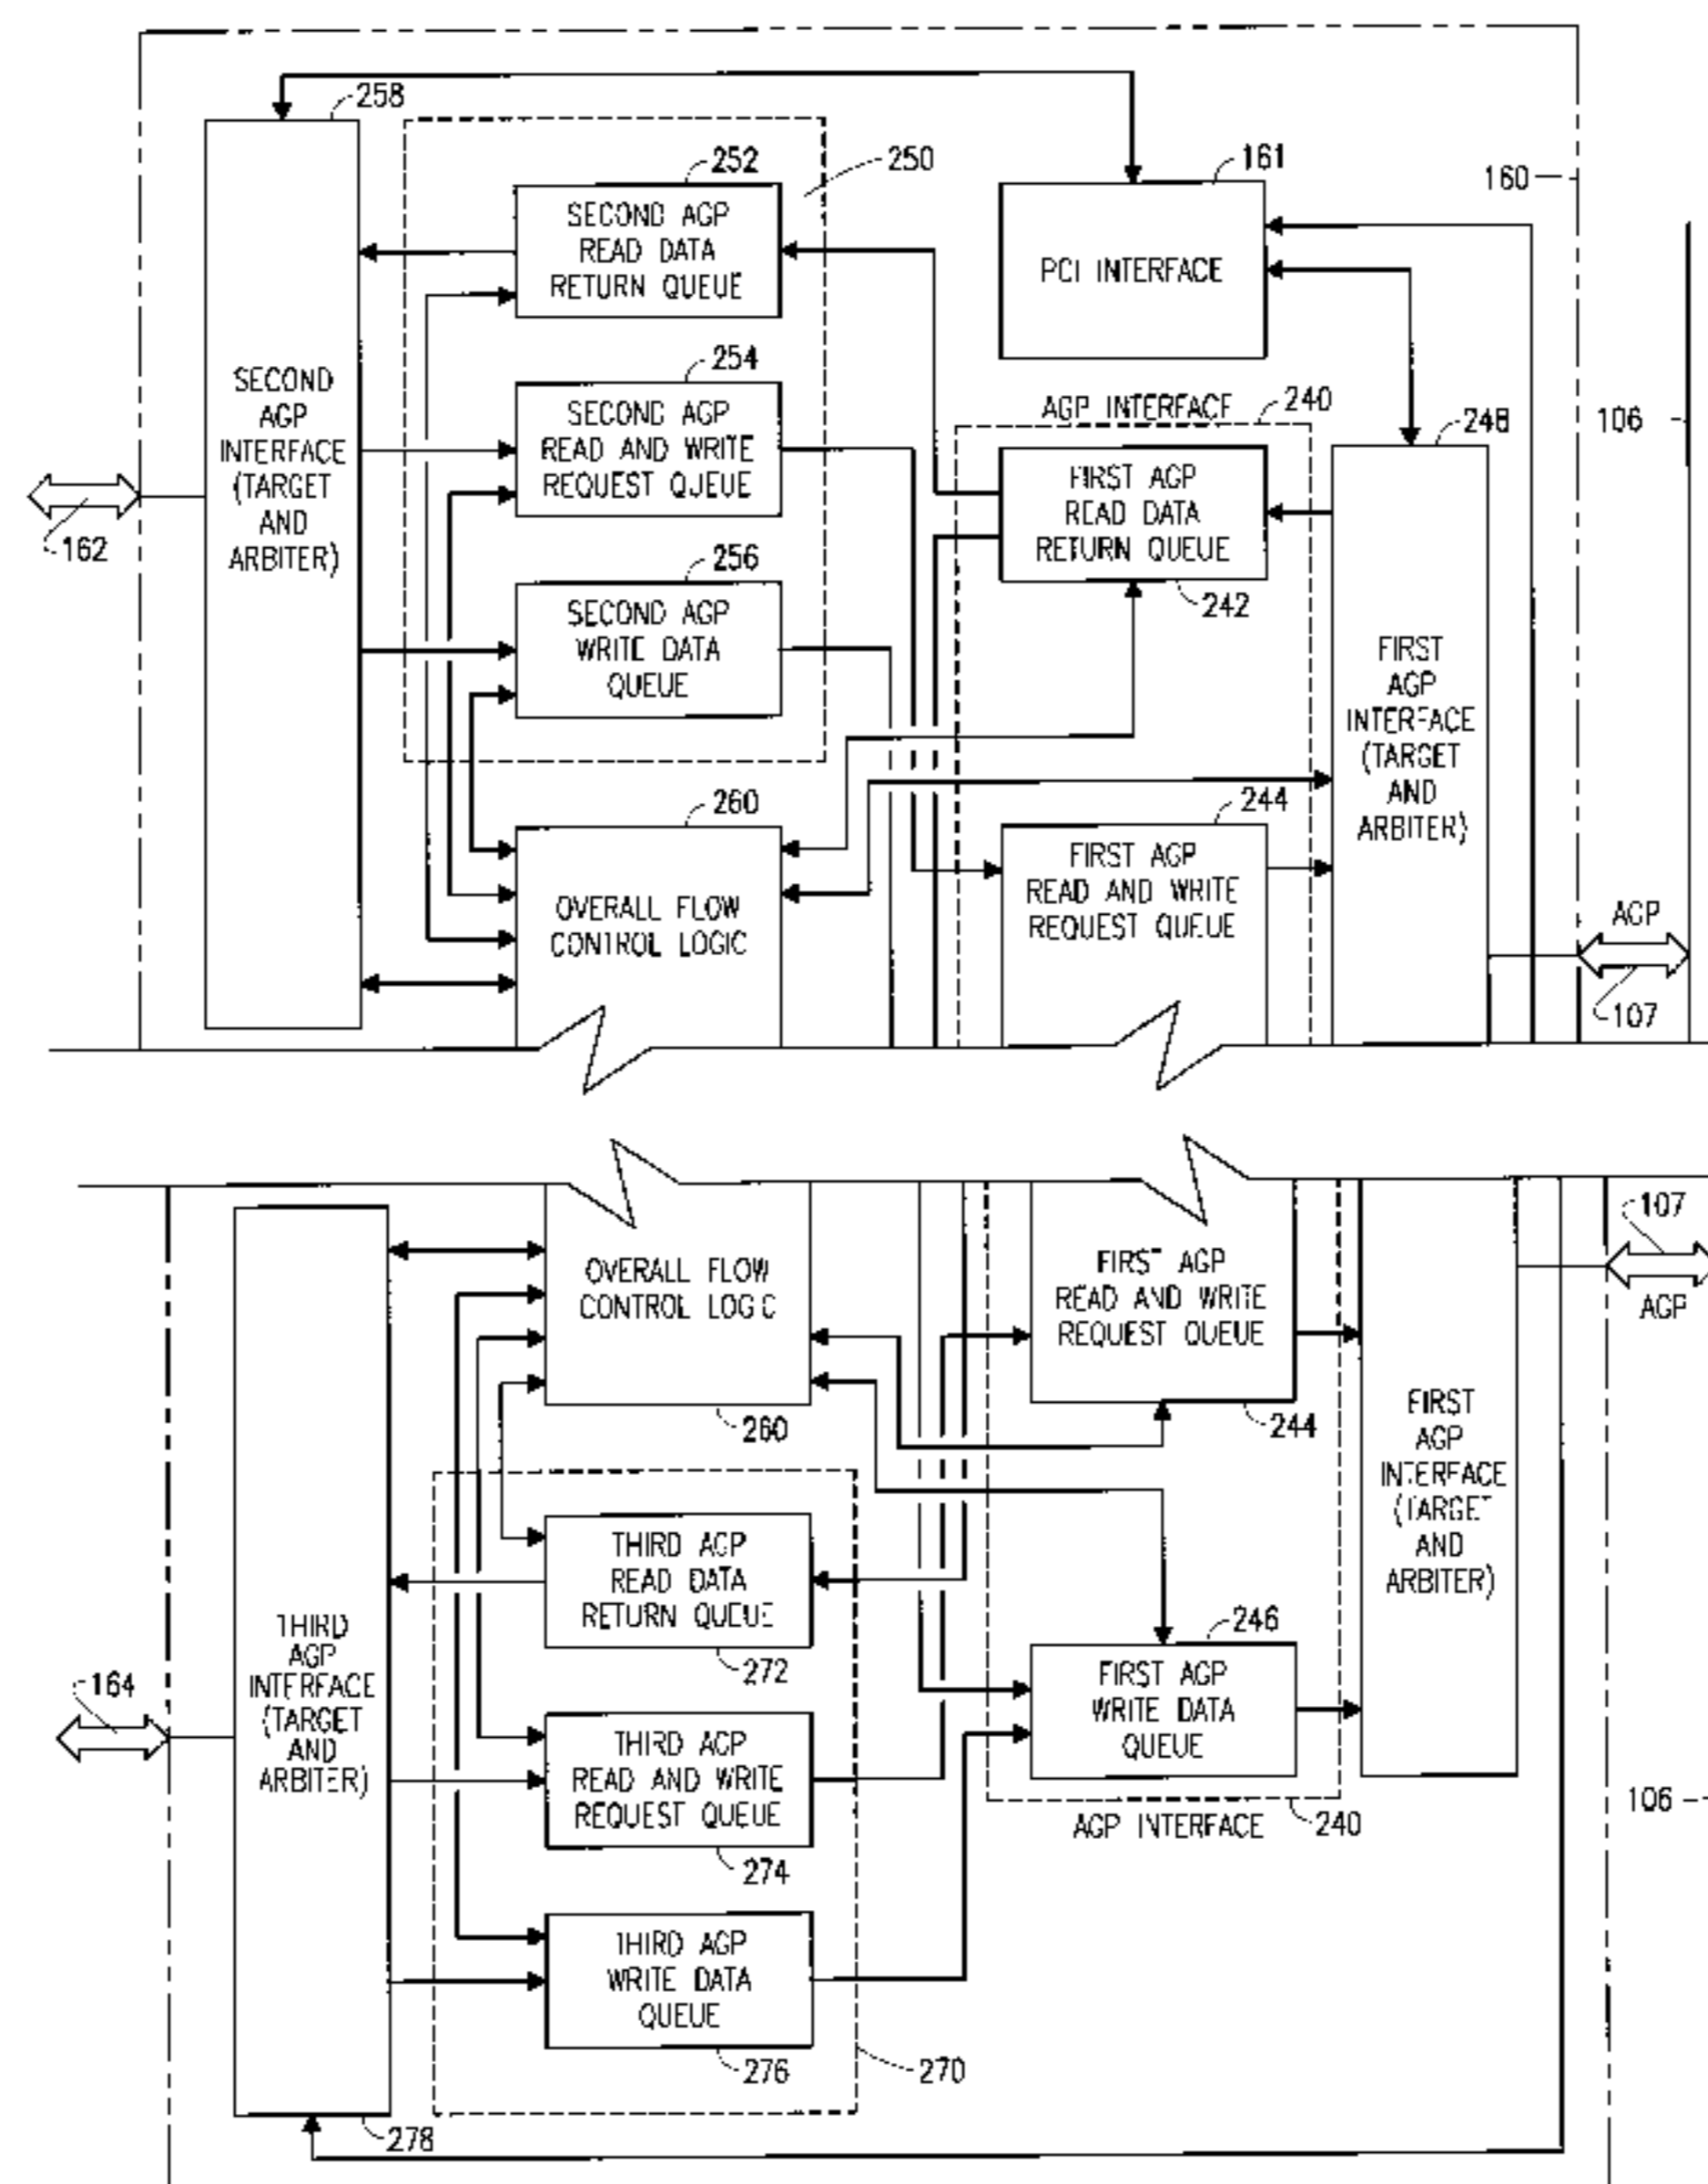 258
252
250
161
160
SECOND AGP
READ DATA
RETURN QUEUE
PCI INTERFACE
254
SECOND AGP
READ AND WRITE
REQUEST QUEUE
SECOND
AGP
INTERFACE
(TARGET
AND
ARBITER)
162
AGP INTERFACE
240
248
106
FIRST AGP
READ DATA
RETURN QUEUE
242
256
SECOND AGP
WRITE DATA
QUEUE
FIRST
AGP
INTERFACE
(TARGET
AND
ARBITER)
260
OVERALL FLOW
CONTROL LOGIC
244
FIRST AGP
READ AND WRITE
REQUEST QUEUE
AGP
107
OVERALL FLOW
CONTROL LOGIC
260
FIRST AGP
READ AND WRITE
REQUEST QUEUE
244
107
AGP
FIRST
AGP
INTERFACE
(TARGET
AND
ARBITER)
THIRD AGP
READ DATA
RETURN QUEUE
272
THIRD
AGP
INTERFACE
(TARGET
AND
ARBITER)
164
246
FIRST AGP
WRITE DATA
QUEUE
THIRD AGP
READ AND WRITE
REQUEST QUEUE
274
AGP INTERFACE
240
106
THIRD AGP
WRITE DATA
QUEUE
276
270
278